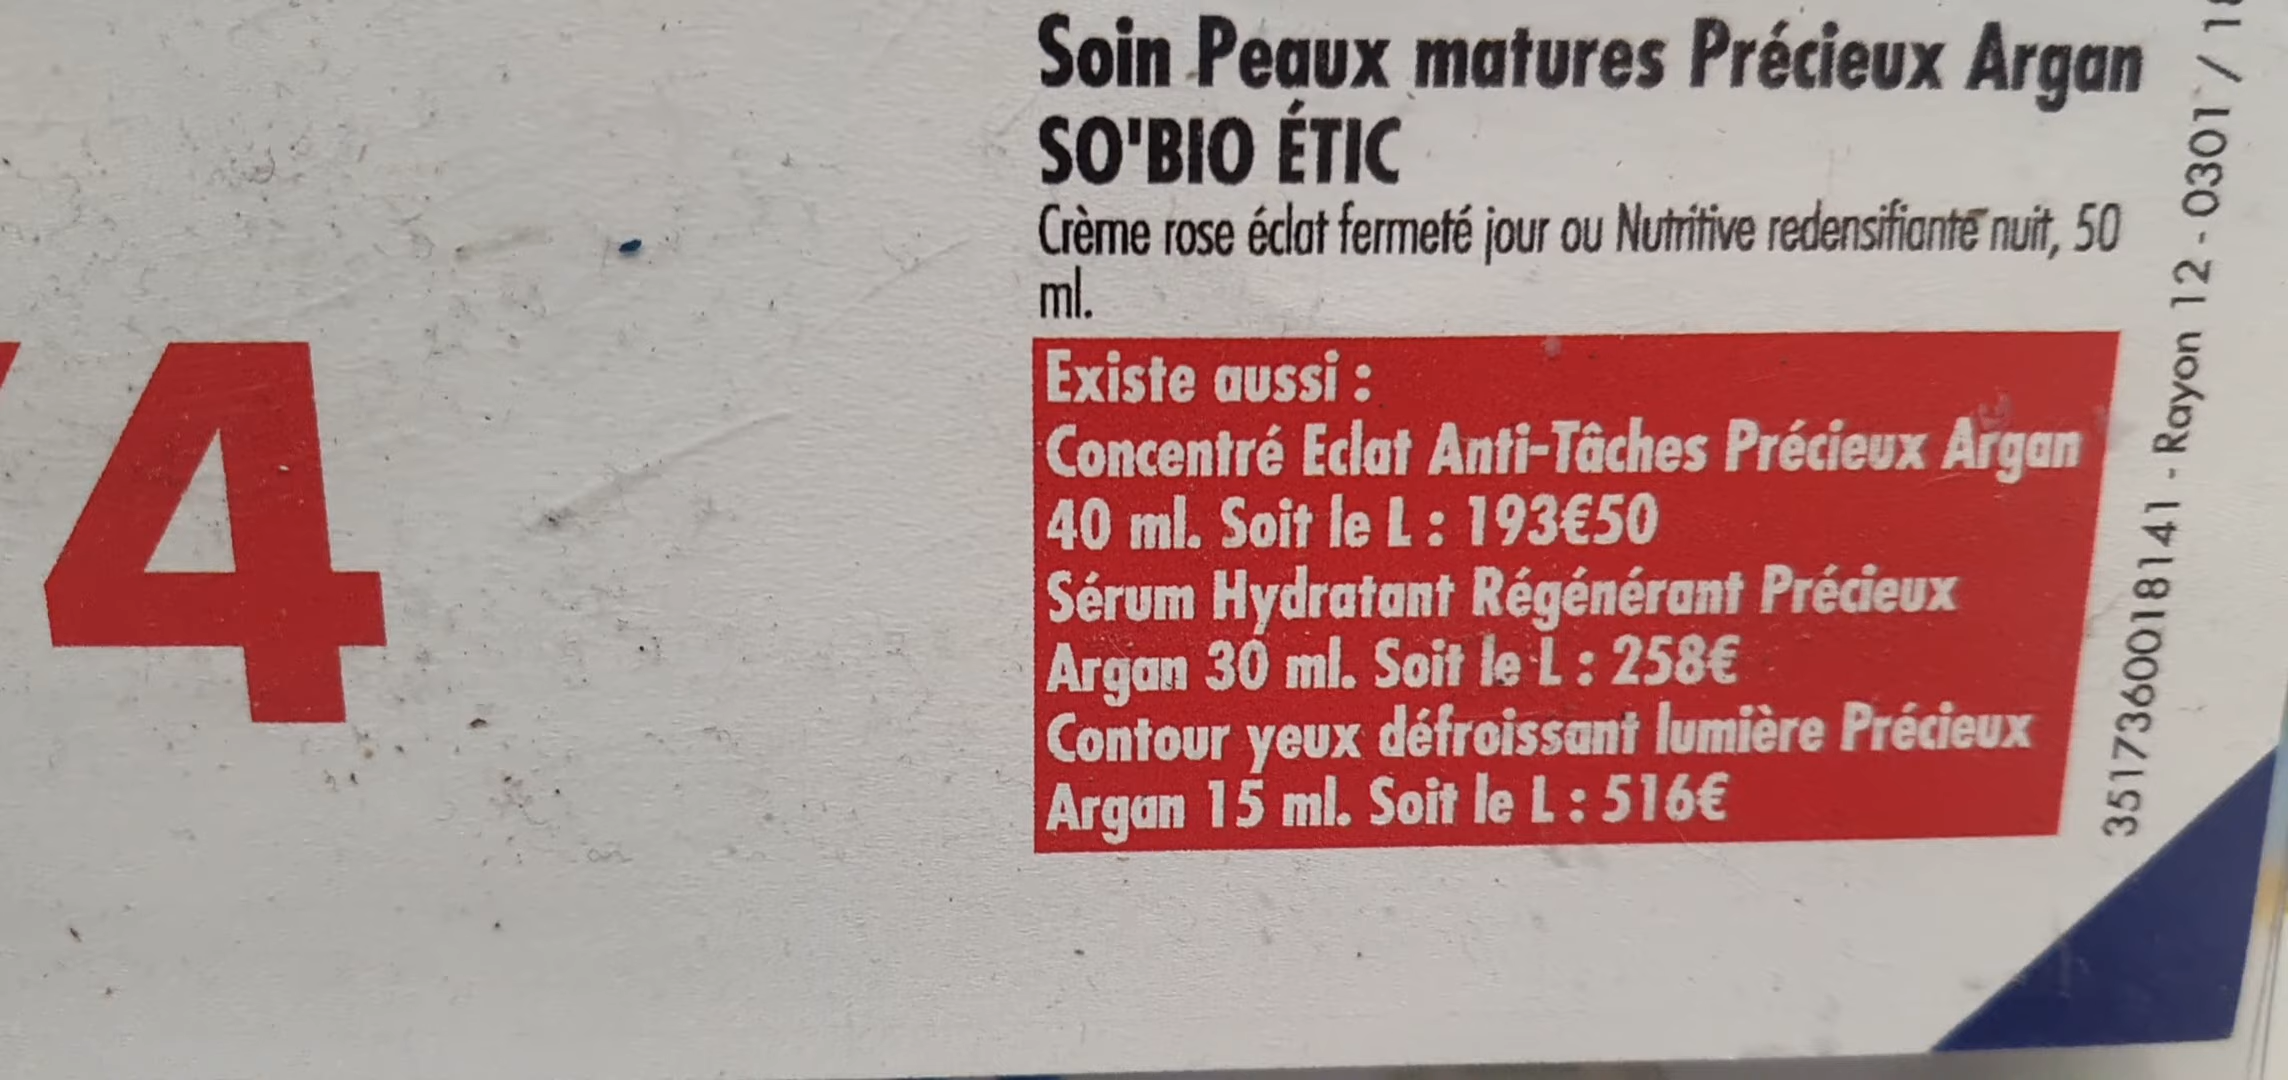 Soin Peaux matures Précieux Argan
SO'BIO ÉTIC
Crème rose éclat fermeté jour ou Nutritive redensifiante nuit, 50
ml.
Existe aussi :
Concentré Eclat Anti-Tâches Précieux Argan
40 ml. Soit le L : 193€50
Sérum Hydratant Régénérant Précieux
Argan 30 ml. Soit le L : 258€
Contour yeux défroissant lumière Précieux
Argan 15 ml. Soit le L : 516€
4
3517360018141 - Rayon 12 - 0301 /